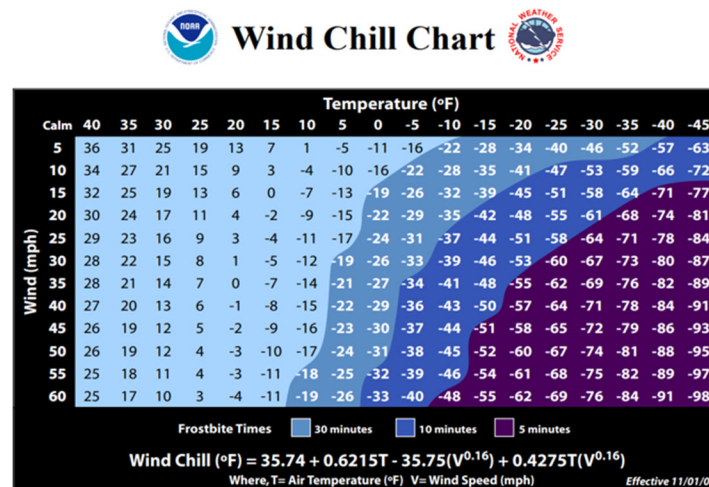 NOAA
Wind Chill Chart
NATIONAL WEATHER SERVICE
Temperature (ºF)
Calm 40 35 30 25 20 15 10 5 0 -5 -10 -15 -20 -25 -30 -35 -40 -45
Wind (mph)
5 36 31 25 19 13 7 1 -5 -11 -16 -22 -28 -34 -40 -46 -52 -57 -63
10 34 27 21 15 9 3 -4 -10 -16 -22 -28 -35 -41 -47 -53 -59 -66 -72
15 32 25 19 13 6 0 -7 -13 -19 -26 -32 -39 -45 -51 -58 -64 -71 -77
20 30 24 17 11 4 -2 -9 -15 -22 -29 -35 -42 -48 -55 -61 -68 -74 -81
25 29 23 16 9 3 -4 -11 -17 -24 -31 -37 -44 -51 -58 -64 -71 -78 -84
30 28 22 15 8 1 -5 -12 -19 -26 -33 -39 -46 -53 -60 -67 -73 -80 -87
35 28 21 14 7 0 -7 -14 -21 -27 -34 -41 -48 -55 -62 -69 -76 -82 -89
40 27 20 13 6 -1 -8 -15 -22 -29 -36 -43 -50 -57 -64 -71 -78 -84 -91
45 26 19 12 5 -2 -9 -16 -23 -30 -37 -44 -51 -58 -65 -72 -79 -86 -93
50 26 19 12 4 -3 -10 -17 -24 -31 -38 -45 -52 -60 -67 -74 -81 -88 -95
55 25 18 11 4 -3 -11 -18 -25 -32 -39 -46 -54 -61 -68 -75 -82 -89 -97
60 25 17 10 3 -4 -11 -19 -26 -33 -40 -48 -55 -62 -69 -76 -84 -91 -98
Frostbite Times 30 minutes 10 minutes 5 minutes
Wind Chill (ºF) = 35.74 + 0.6215T - 35.75(V0.16) + 0.4275T(V0.16)
Where, T= Air Temperature (ºF) V= Wind Speed (mph) Effective 11/01/0